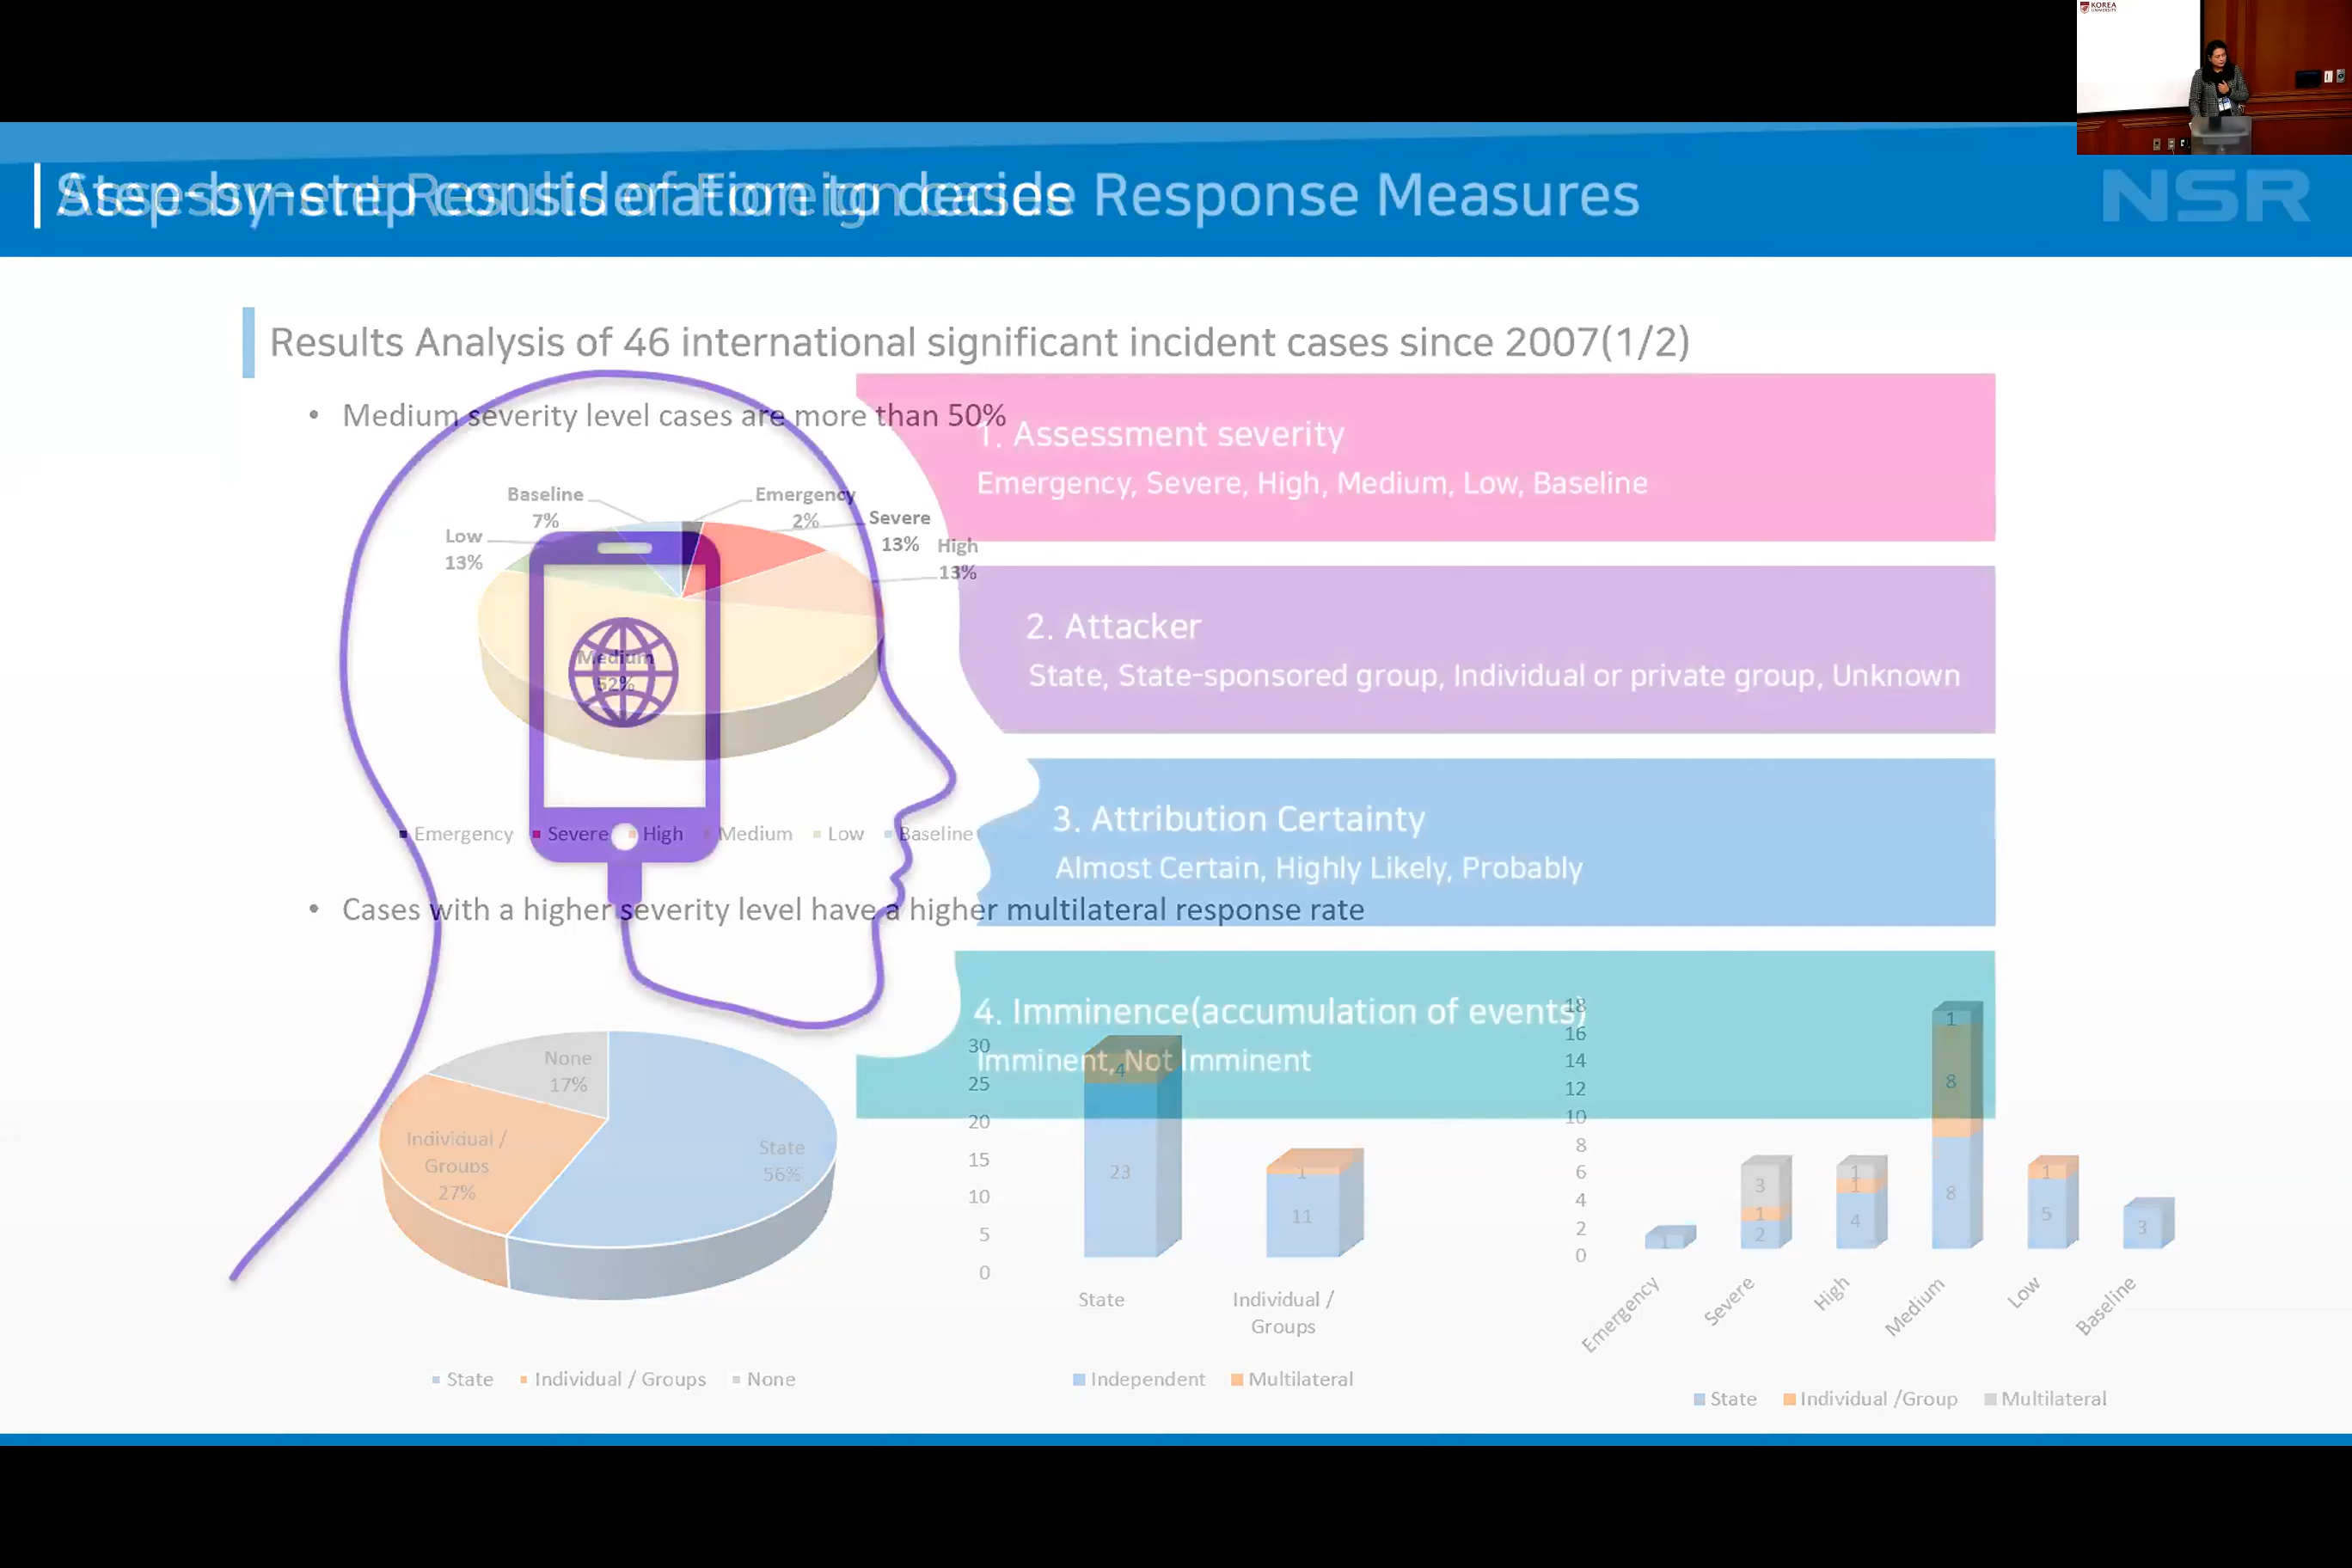 KOREA
UNIVERSITY
Step-by-step consideration to decide Response Measures
Assessment Results of Foreign cases
NSR
Results Analysis of 46 international significant incident cases since 2007(1/2)
• Medium severity level cases are more than 50%
1. Assessment severity
Emergency, Severe, High, Medium, Low, Baseline
Baseline
7%
Emergency
2%
Severe
13%
High
13%
Low
13%
Medium
52%
2. Attacker
State, State-sponsored group, Individual or private group, Unknown
3. Attribution Certainty
Almost Certain, Highly Likely, Probably
Emergency Severe High Medium Low Baseline
• Cases with a higher severity level have a higher multilateral response rate
4. Imminence(accumulation of events)
Imminent, Not Imminent
None
17%
Individual /
Groups
27%
State
56%
State Individual / Groups None
30
25
20
15
10
5
0
4
23
1
11
State
Individual /
Groups
Independent Multilateral
18
16
14
12
10
8
6
4
2
0
1
3
1
2
1
1
4
1
8
8
1
5
3
Emergency
Severe
High
Medium
Low
Baseline
State Individual /Group Multilateral